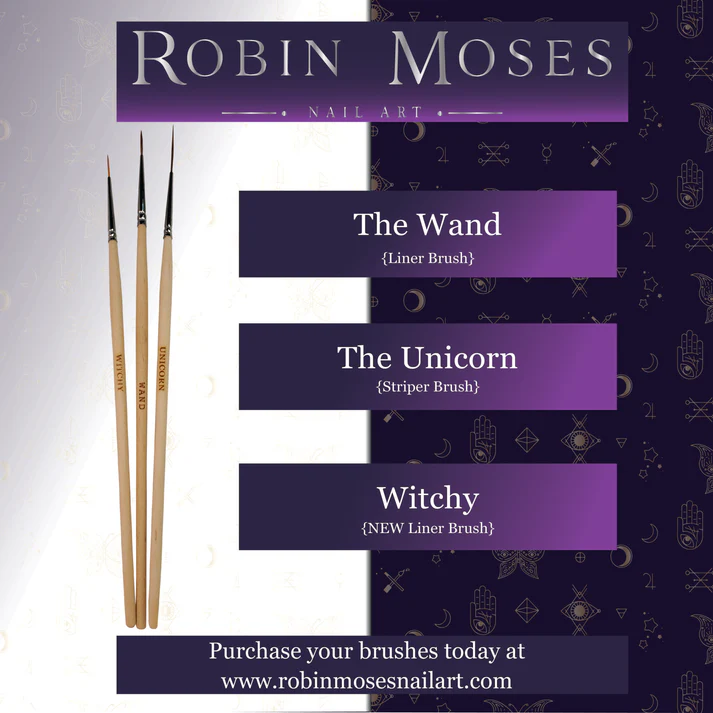 ROBIN MOSES
NAIL ART
The Wand
{Liner Brush}
The Unicorn
{Striper Brush}
Witchy
{NEW Liner Brush}
WITCHY
WAND
UNICORN
Purchase your brushes today at
www.robinmosesnailart.com